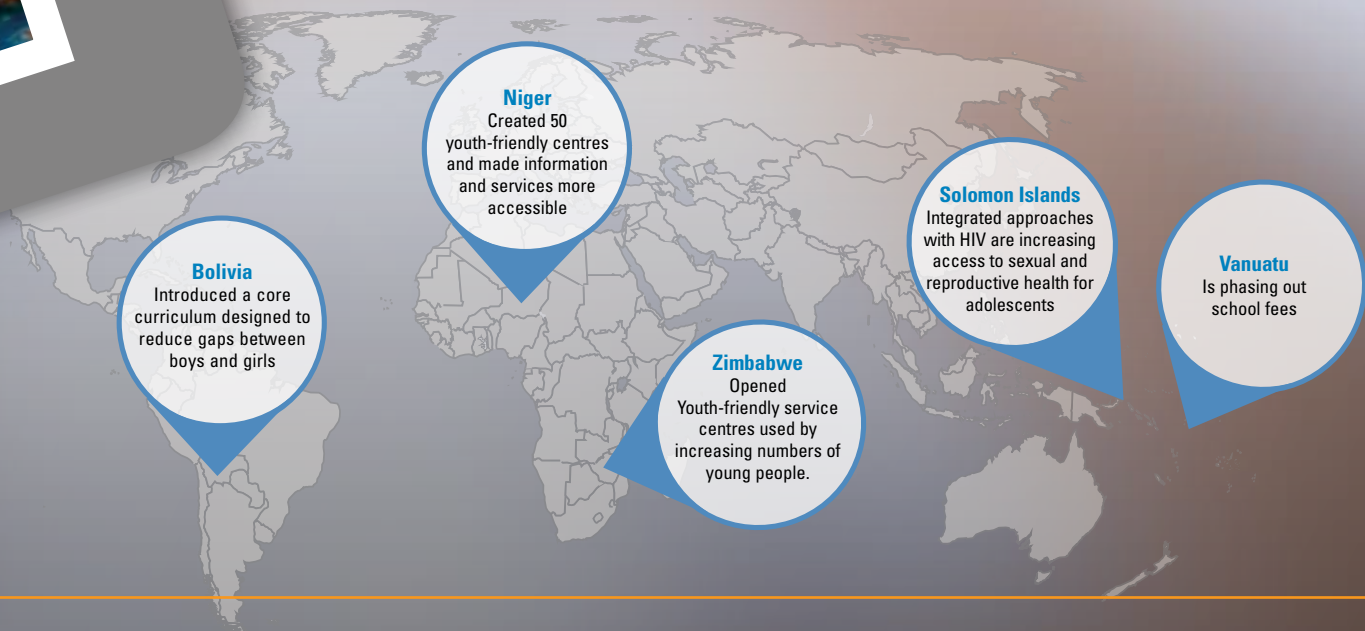 Niger
Created 50
youth-friendly centres
and made information
and services more
accessible
Solomon Islands
Integrated approaches
with HIV are increasing
access to sexual and
reproductive health for
adolescents
Vanuatu
Is phasing out
school fees
Bolivia
Introduced a core
curriculum designed to
reduce gaps between
boys and girls
Zimbabwe
Opened
Youth-friendly service
centres used by
increasing numbers of
young people.